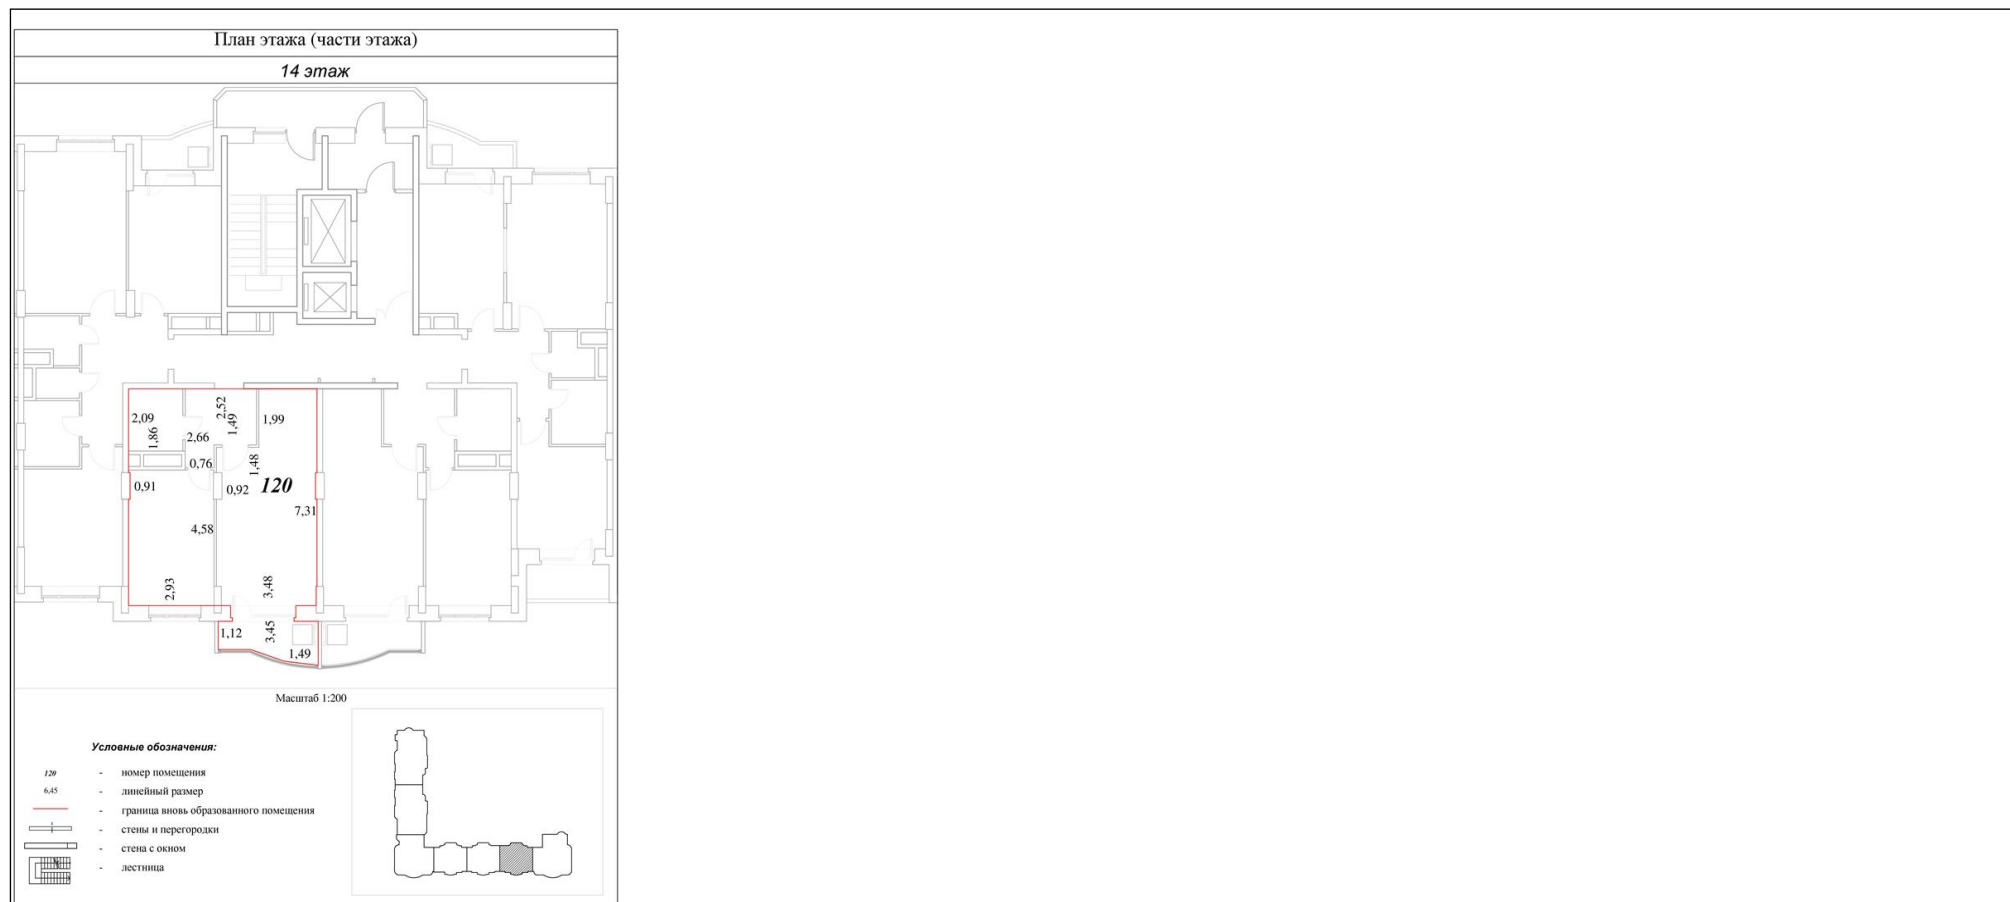 План этажа (части этажа)
14 этаж
2,09
1,86
2,52
1,49
1,99
2,66
0,76
1,48
0,91
0,92
120
7,31
4,58
2,93
3,48
1,12
3,45
1,49
Масштаб 1:200
Условные обозначения:
120 - номер помещения
6,45 - линейный размер
- граница вновь образованного помещения
- стены и перегородки
- стена с окном
- лестница